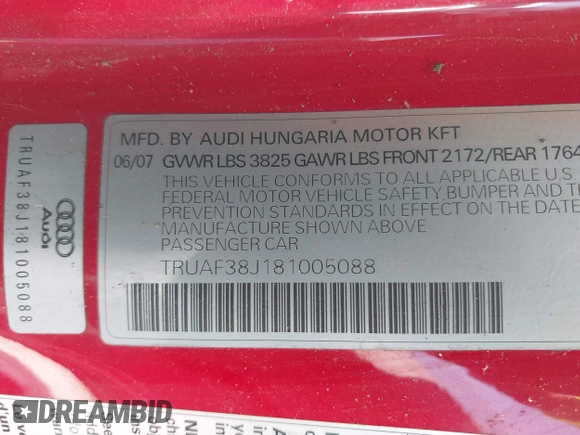 MFD. BY AUDI HUNGARIA MOTOR KFT
06/07 GVWR LBS 3825 GAWR LBS FRONT 2172/REAR 1764
THIS VEHICLE CONFORMS TO ALL APPLICABLE U.S.
FEDERAL MOTOR VEHICLE SAFETY, BUMPER AND
PREVENTION STANDARDS IN EFFECT ON THE DATE
MANUFACTURE SHOWN ABOVE
PASSENGER CAR
TRUAF38J181005088
Audi
TRUAF38J181005088
DREAMBID